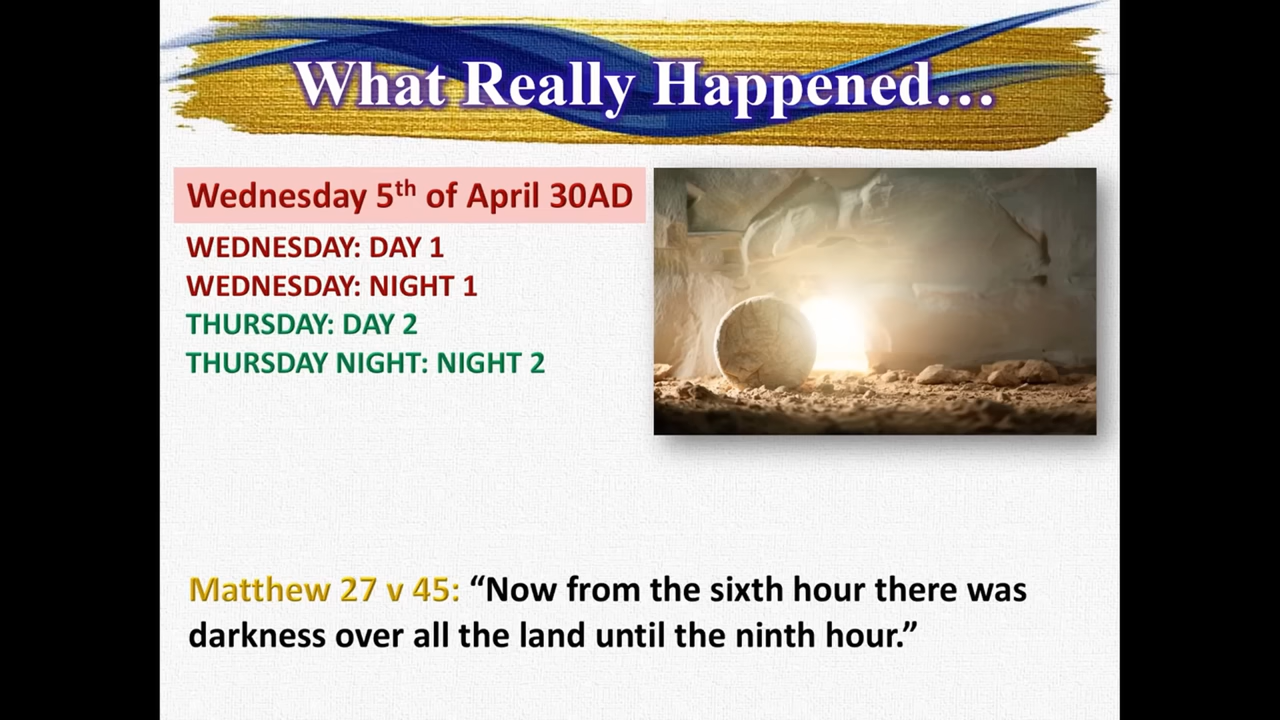 What Really Happened...
Wednesday 5th of April 30AD
WEDNESDAY: DAY 1
WEDNESDAY: NIGHT 1
THURSDAY: DAY 2
THURSDAY NIGHT: NIGHT 2
Matthew 27 v 45: “Now from the sixth hour there was
darkness over all the land until the ninth hour.”